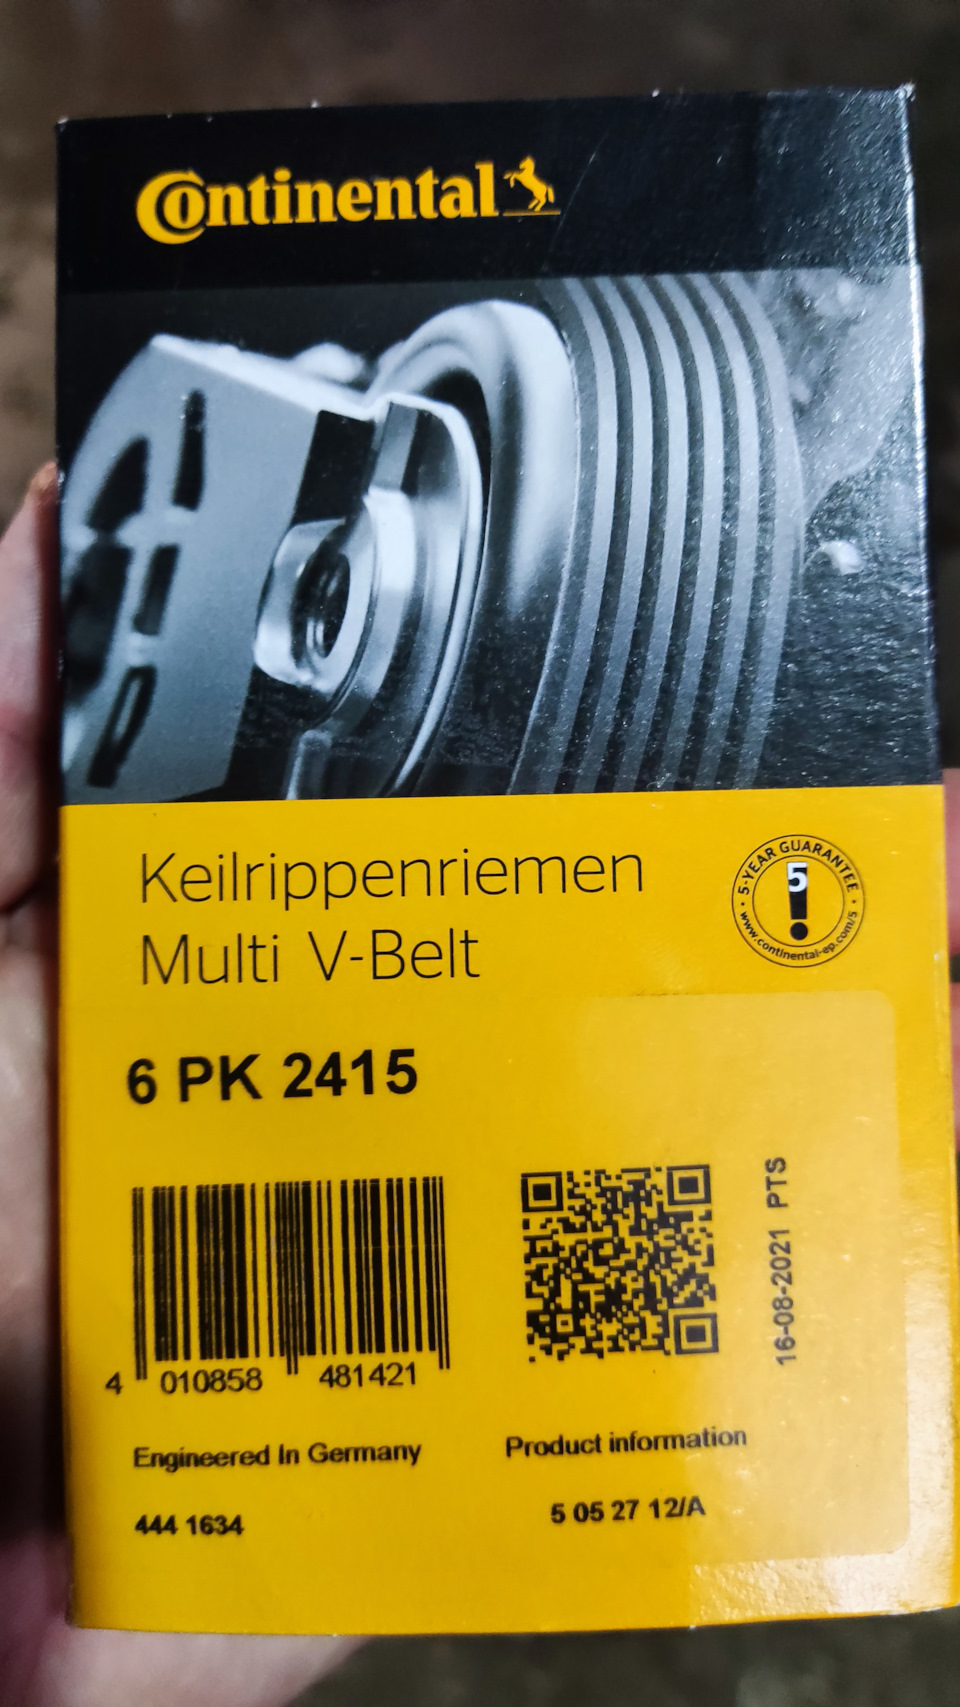 Continental
Keilrippenriemen
Multi V-Belt
5-YEAR GUARANTEE
5
www.continental-ep.com/5
6 PK 2415
16-08-2021 PTS
4 010858 481421
Engineered In Germany
Product information
444 1634
5 05 27 12/A